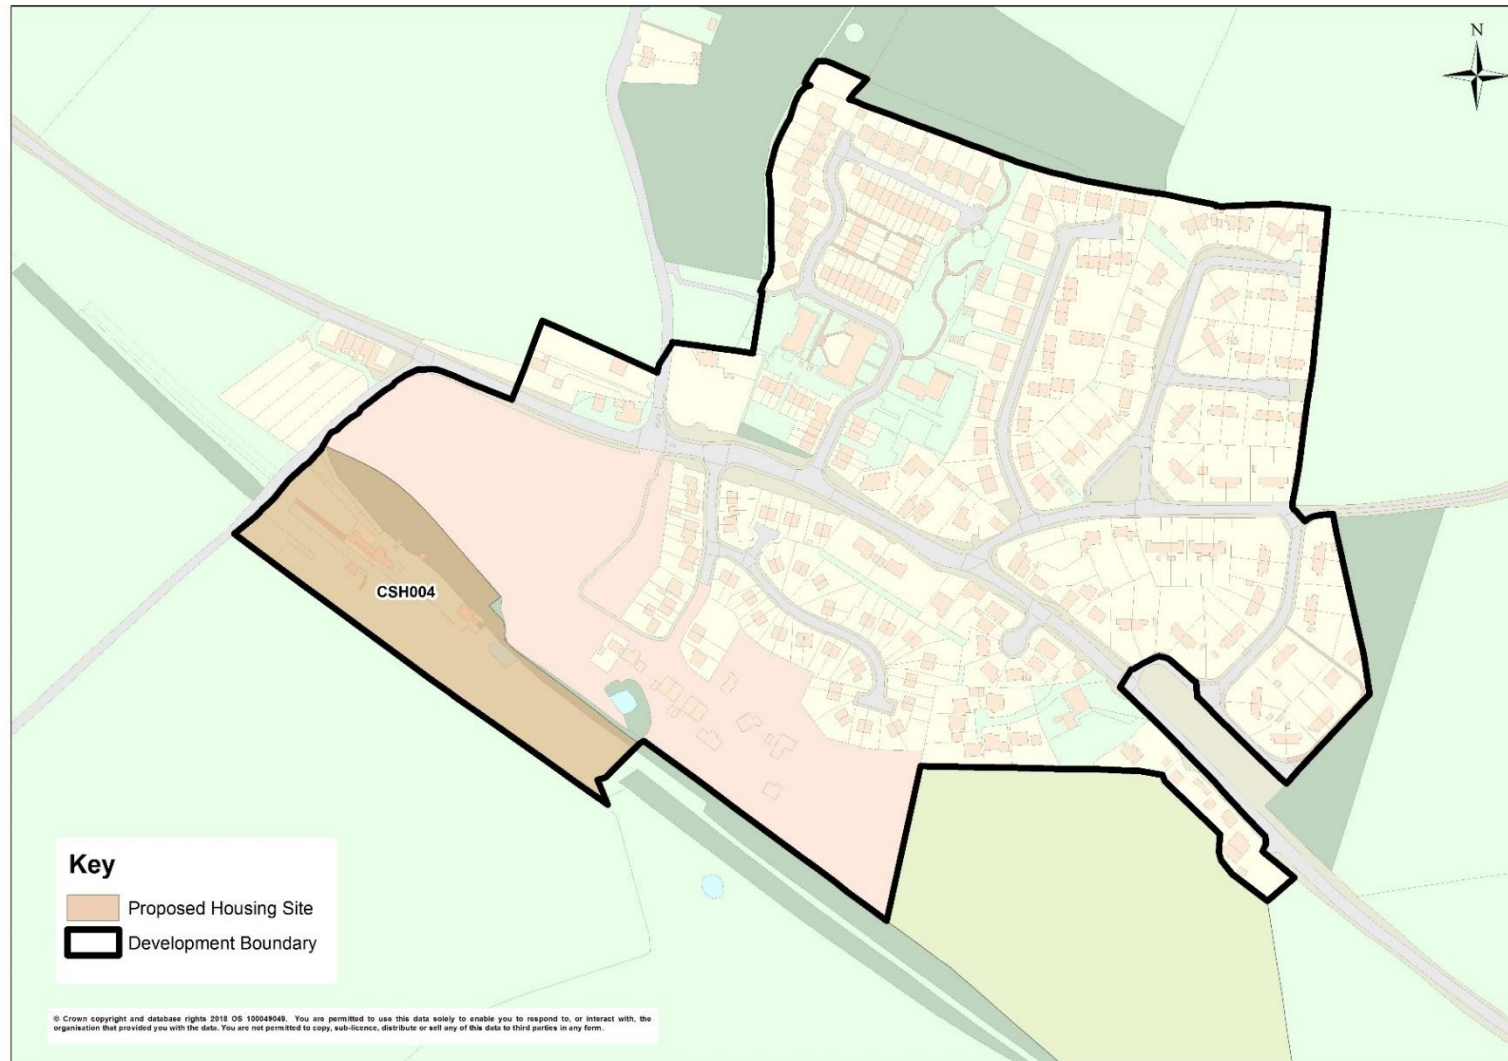 N
CSH004
Key
Proposed Housing Site
Development Boundary
© Crown copyright and database rights 2018 OS 100049049. You are permitted to use this data solely to enable you to respond to, or interact with, the
organisation that provided you with the data. You are not permitted to copy, sub-licence, distribute or sell any of this data to third parties in any form.